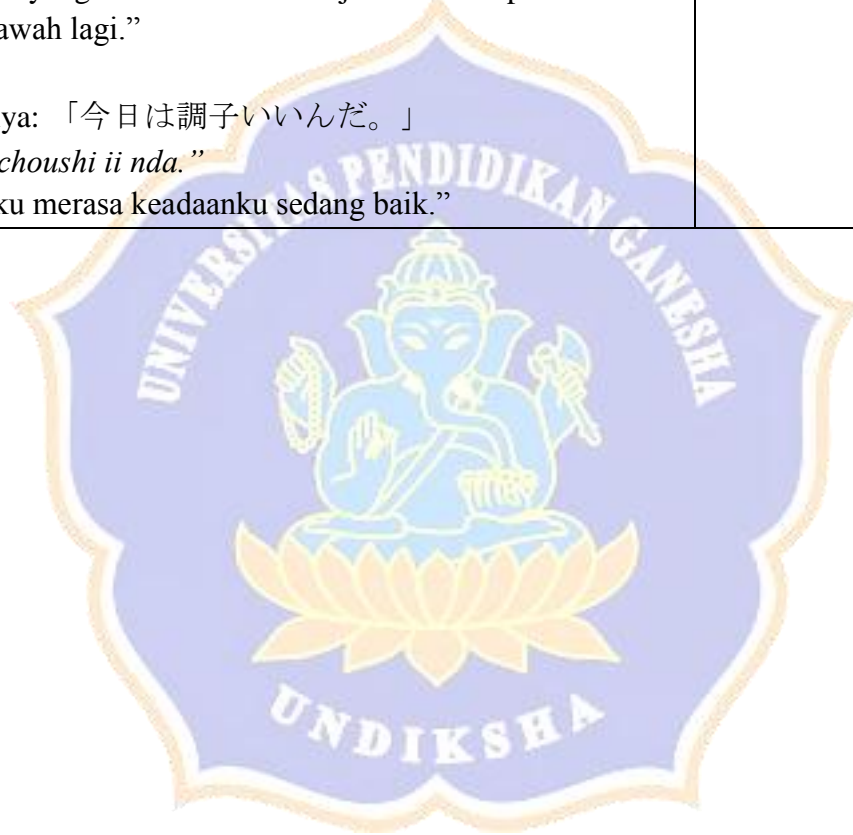 awah lagi.”
ya: 「今日は調子いいんだ。」
choushi ii nda.”
ku merasa keadaanku sedang baik.”
UNIVERSITAS PENDIDIKAN GANESHA
UNDIKSHA